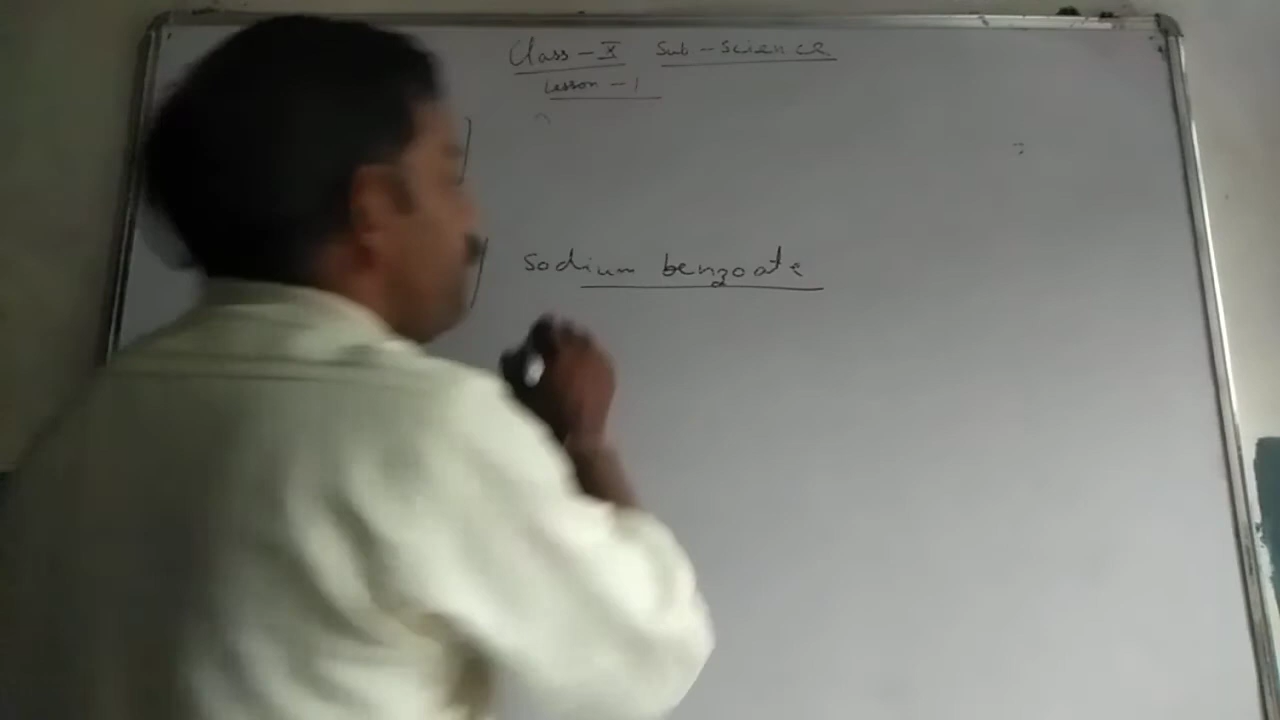 Class - X Sub - Science
Lesson - 1
Sodium benzoate